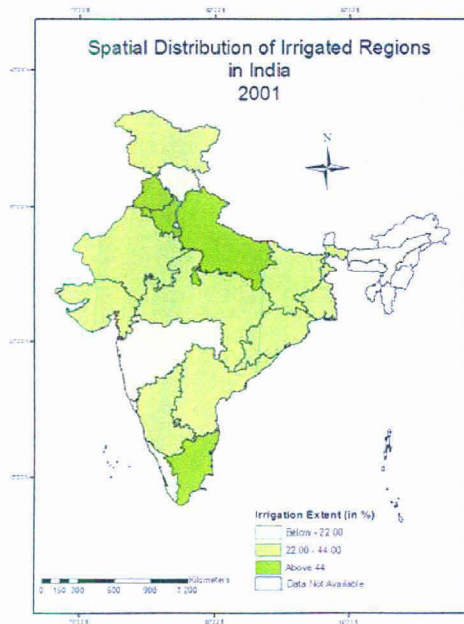 Spatial Distribution of Irrigated Regions
in India
2001
N
Irrigation Extent (in %)
Below - 22.00
22.00 - 44.00
Above 44
Data Not Available
Kilometers
0 150 300 600 900 1,200